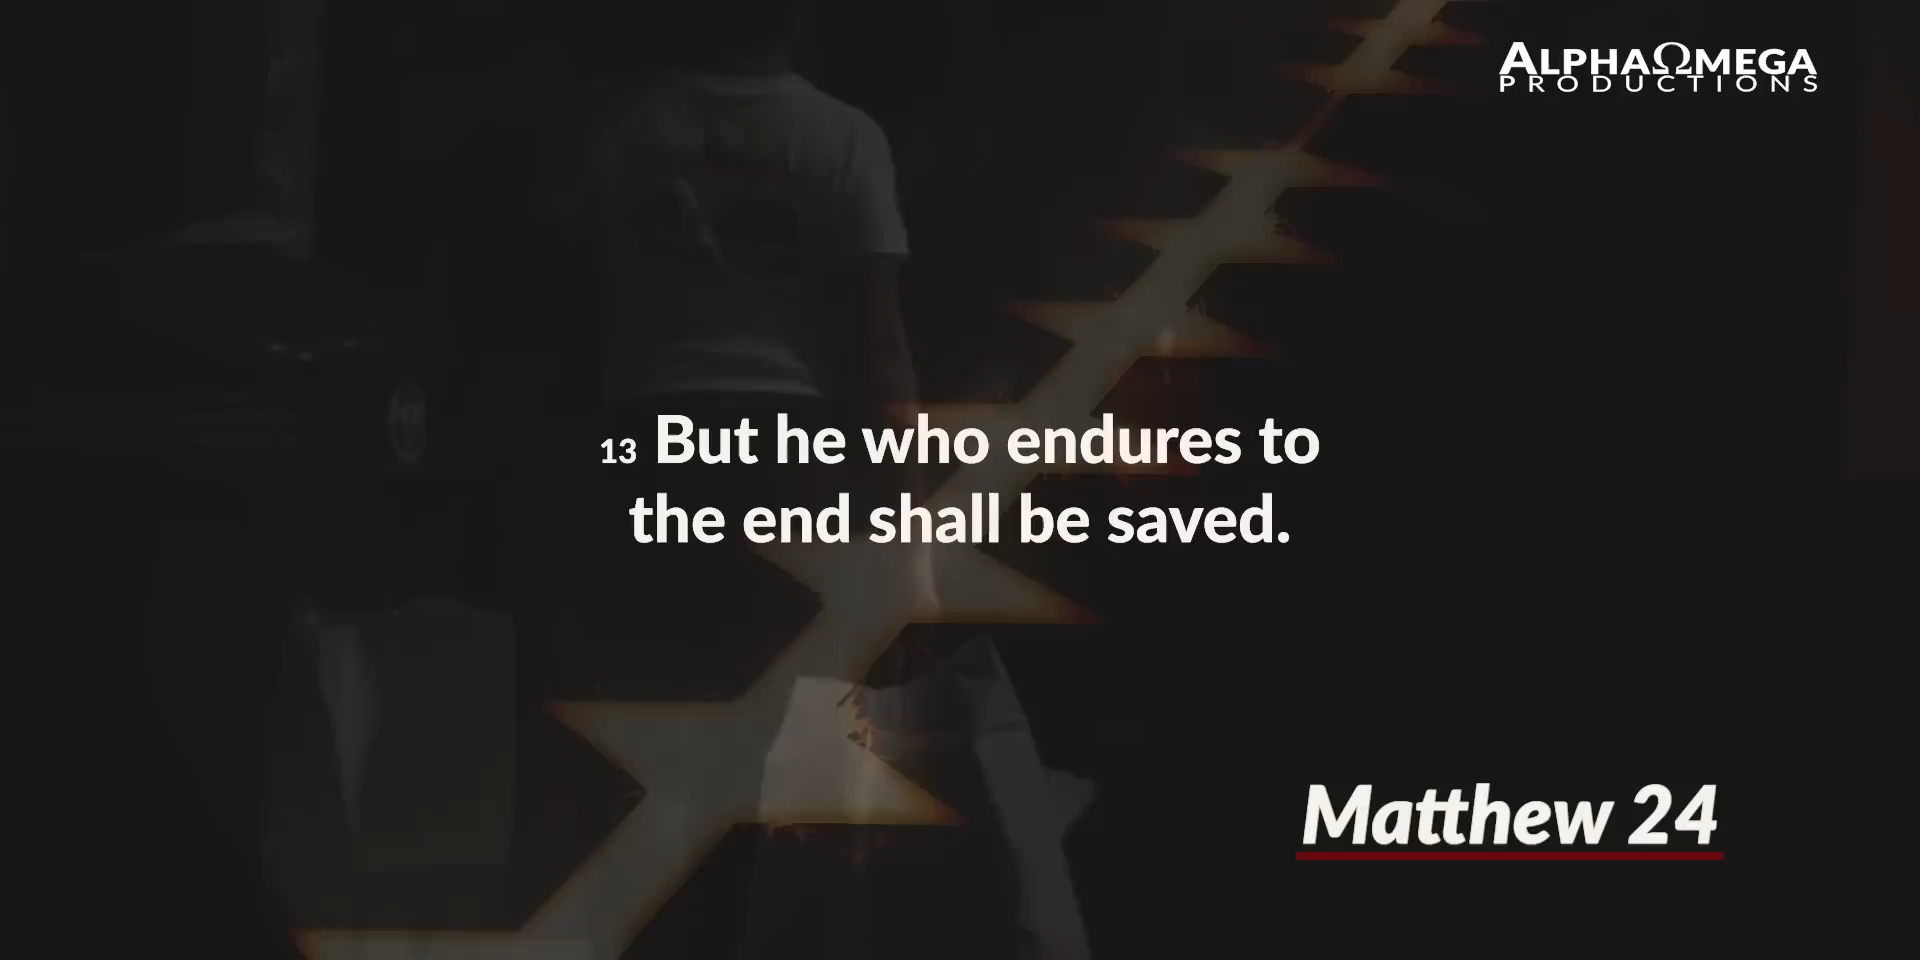 ALPHAΩMEGA
PRODUCTIONS
13 But he who endures to
the end shall be saved.
Matthew 24